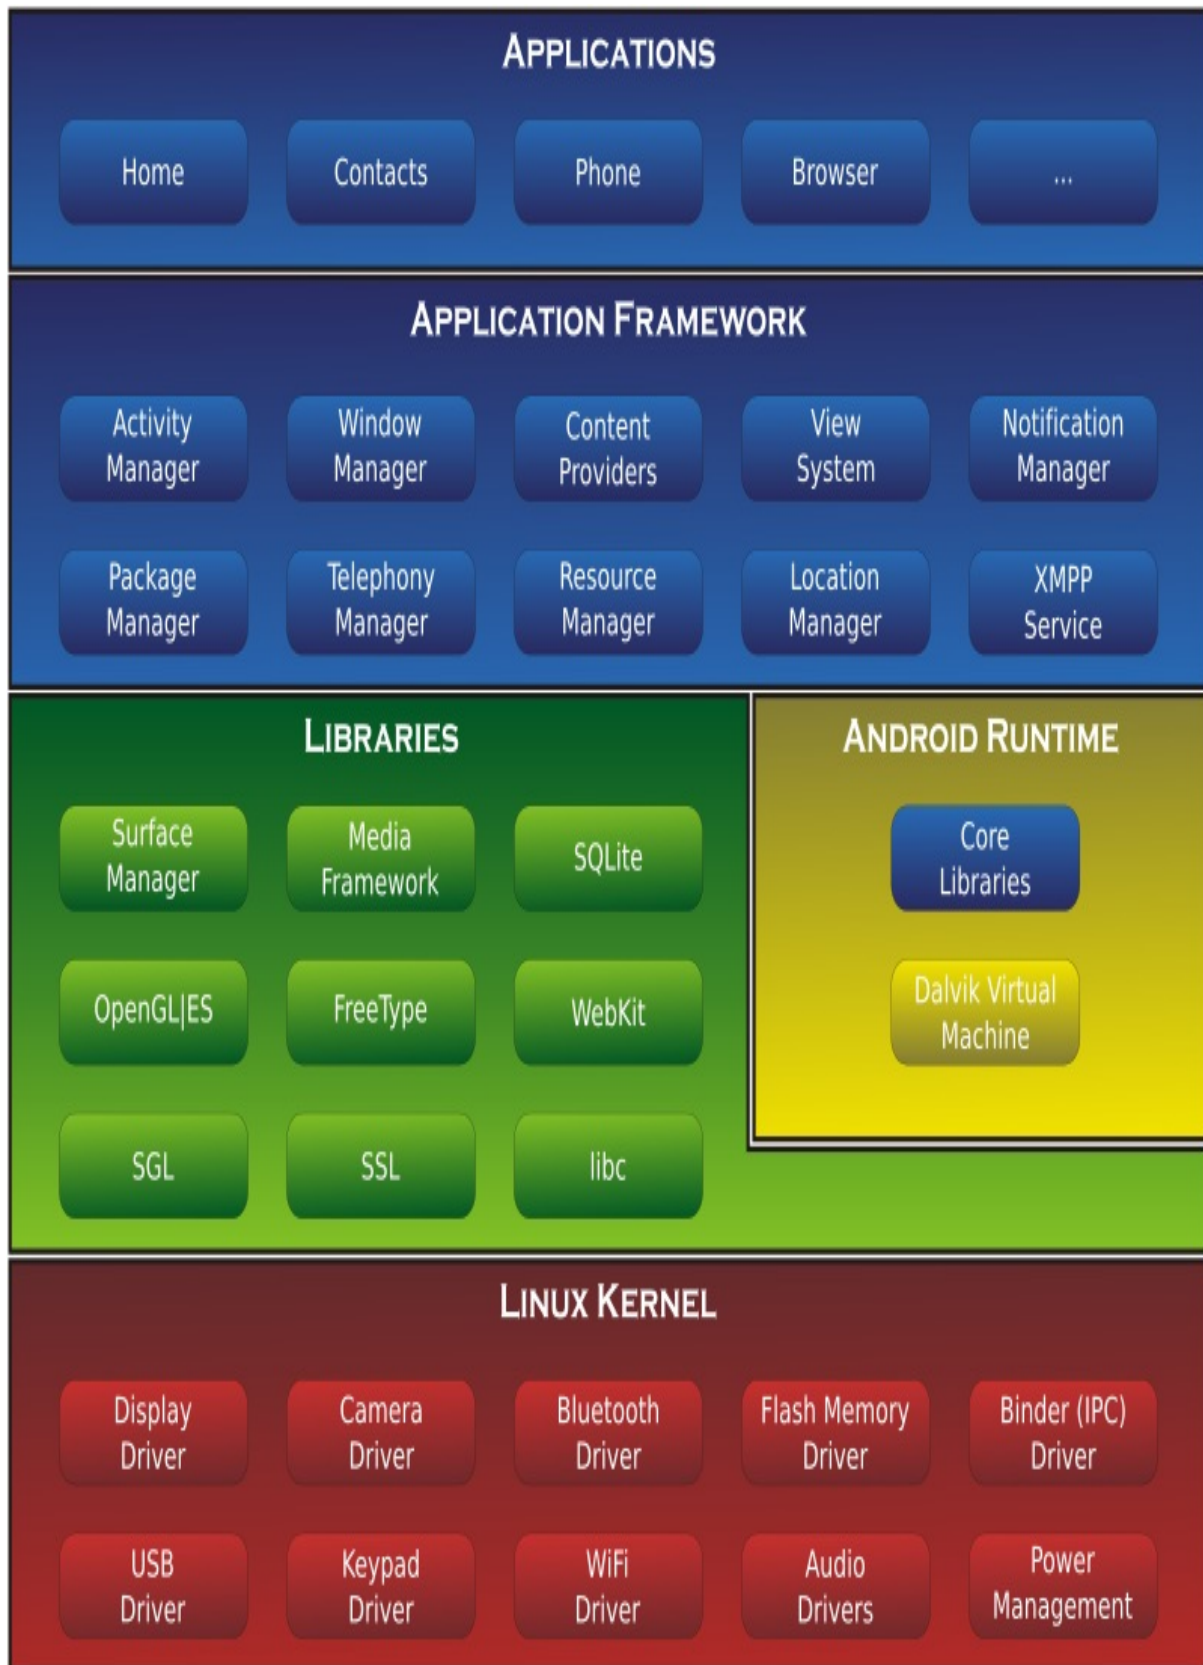 APPLICATIONS
Home
Contacts
Phone
Browser
...
APPLICATION FRAMEWORK
Activity
Manager
Window
Manager
Content
Providers
View
System
Notification
Manager
Package
Manager
Telephony
Manager
Resource
Manager
Location
Manager
XMPP
Service
LIBRARIES
Surface
Manager
Media
Framework
SQLite
OpenGL|ES
FreeType
WebKit
SGL
SSL
libc
ANDROID RUNTIME
Core
Libraries
Dalvik Virtual
Machine
LINUX KERNEL
Display
Driver
Camera
Driver
Bluetooth
Driver
Flash Memory
Driver
Binder (IPC)
Driver
USB
Driver
Keypad
Driver
WiFi
Driver
Audio
Drivers
Power
Management